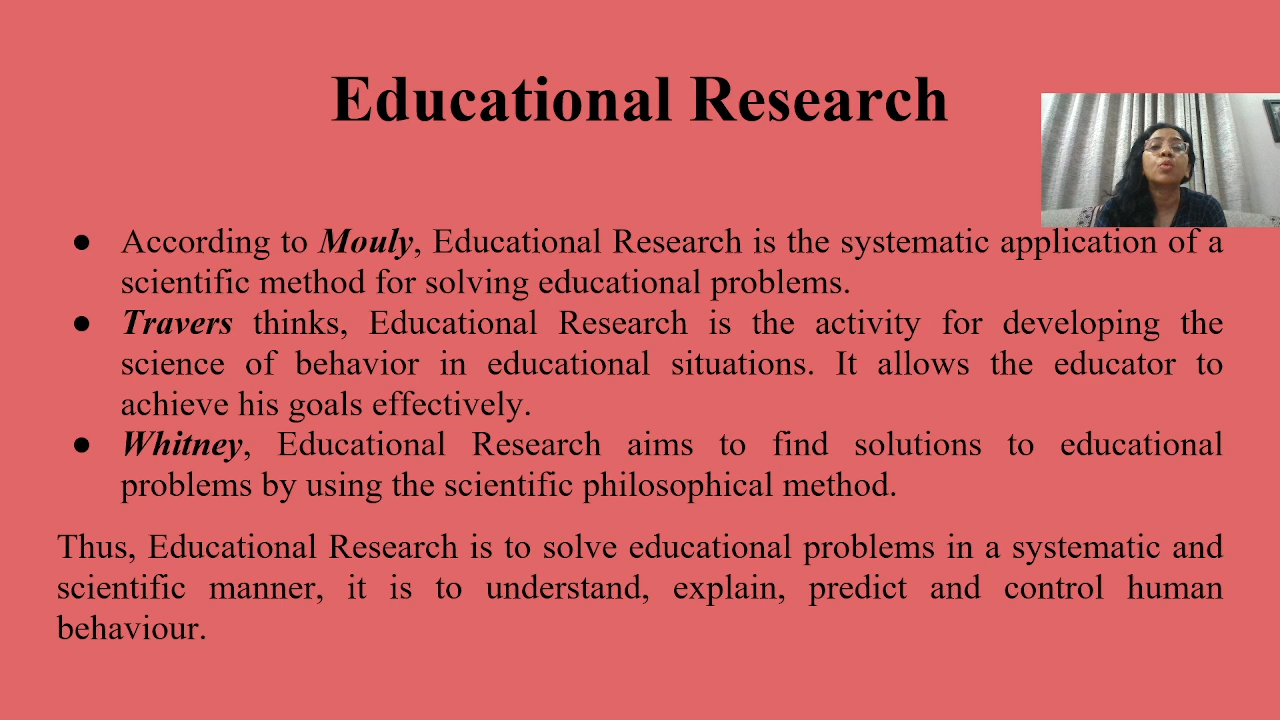 Educational Research
● According to Mouly, Educational Research is the systematic application of a
scientific method for solving educational problems.
● Travers thinks, Educational Research is the activity for developing the
science of behavior in educational situations. It allows the educator to
achieve his goals effectively.
● Whitney, Educational Research aims to find solutions to educational
problems by using the scientific philosophical method.
Thus, Educational Research is to solve educational problems in a systematic and
scientific manner, it is to understand, explain, predict and control human
behaviour.